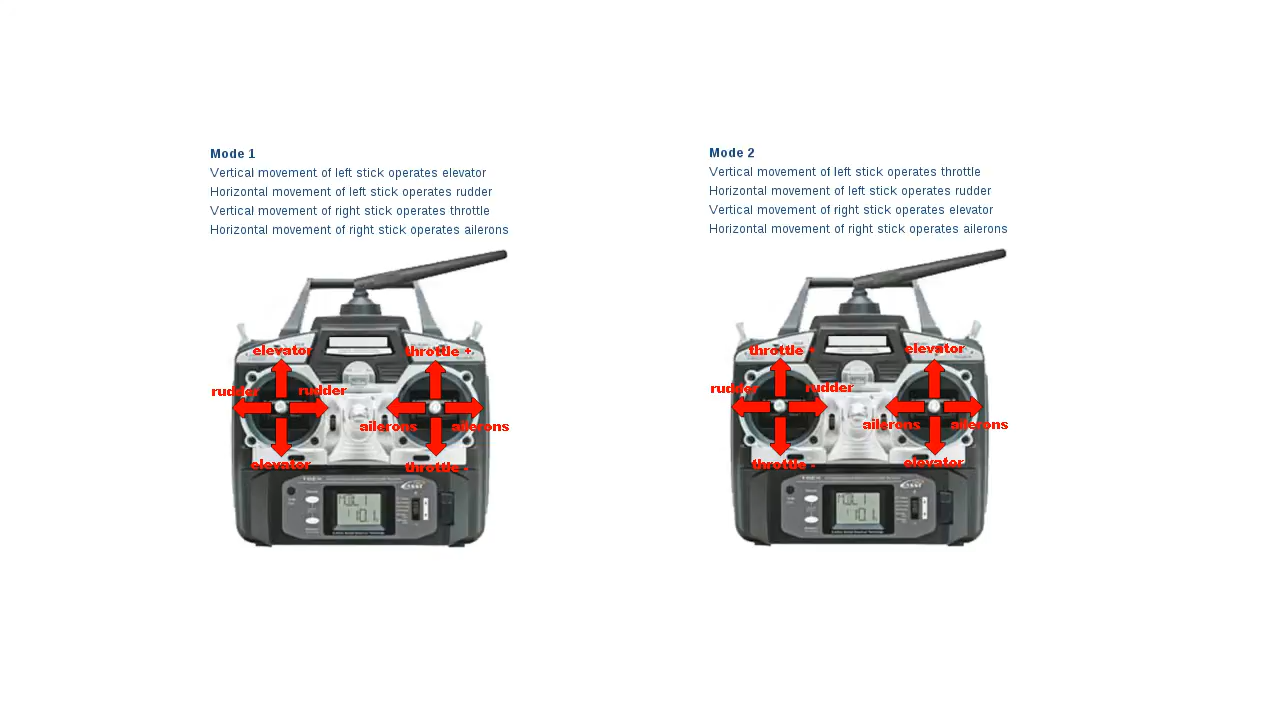 Mode 1
Vertical movement of left stick operates elevator
Horizontal movement of left stick operates rudder
Vertical movement of right stick operates throttle
Horizontal movement of right stick operates ailerons
elevator
throttle +
rudder
rudder
ailerons
ailerons
elevator
throttle -
Mode 2
Vertical movement of left stick operates throttle
Horizontal movement of left stick operates rudder
Vertical movement of right stick operates elevator
Horizontal movement of right stick operates ailerons
throttle -
elevator
rudder
rudder
ailerons
ailerons
throttle -
elevator